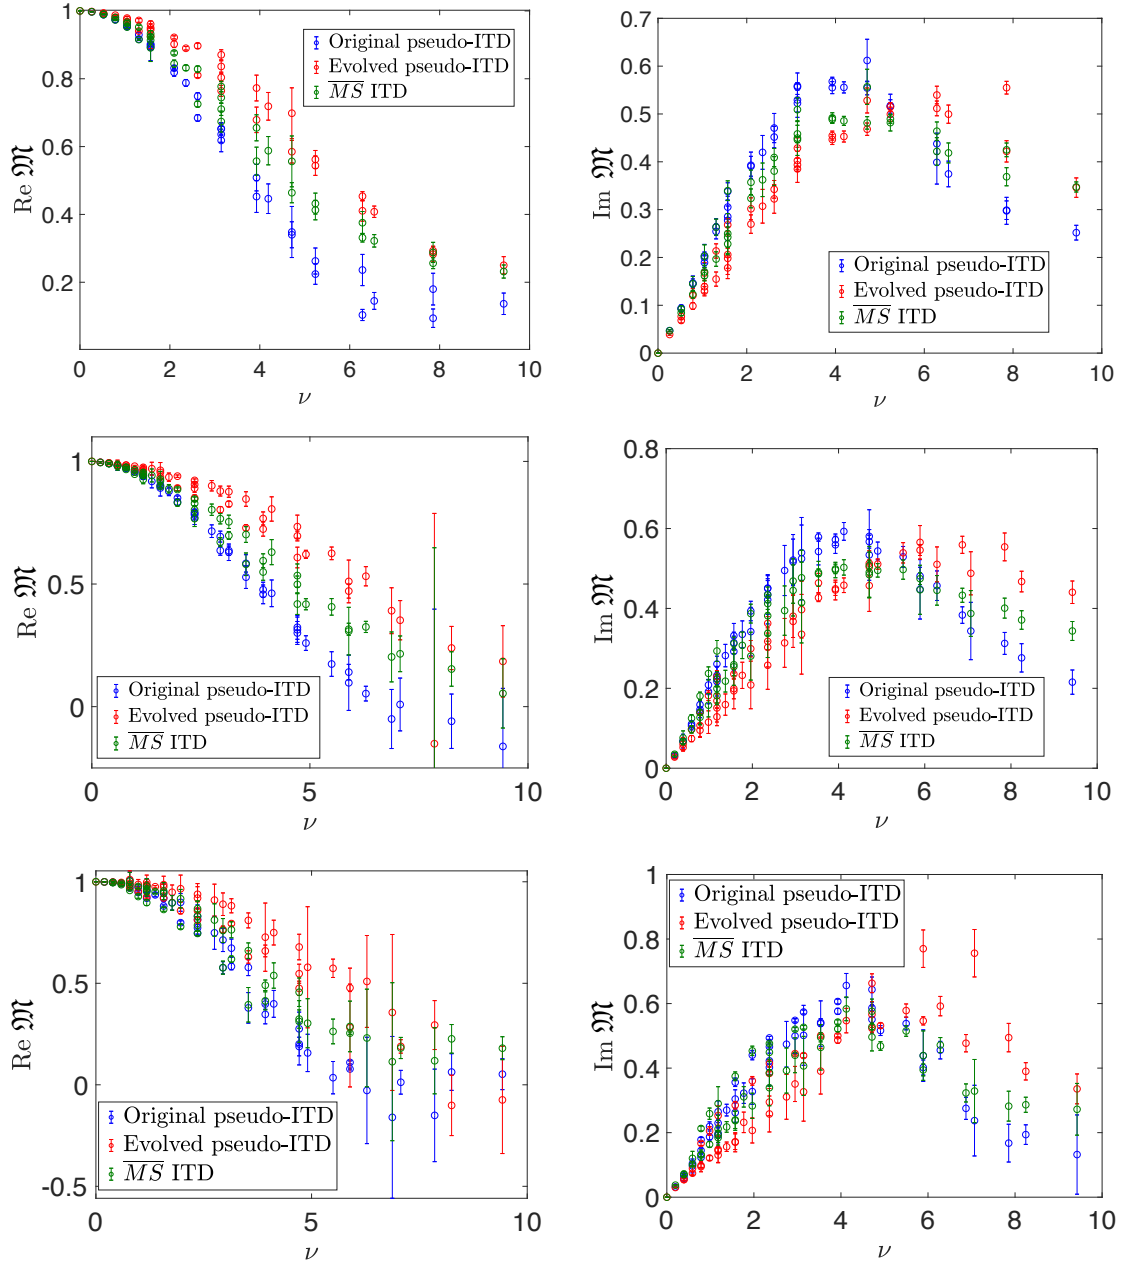 1
0.8
0.6
0.4
0.2
0 2 4 6 8 10
Re 𝔐
ν
Original pseudo-ITD
Evolved pseudo-ITD
M̅S̅ ITD
0.7
0.6
0.5
0.4
0.3
0.2
0.1
0
0 2 4 6 8 10
Im 𝔐
ν
Original pseudo-ITD
Evolved pseudo-ITD
M̅S̅ ITD
1
0.5
0
0 5 10
Re 𝔐
ν
Original pseudo-ITD
Evolved pseudo-ITD
M̅S̅ ITD
0.8
0.6
0.4
0.2
0
0 2 4 6 8 10
Im 𝔐
ν
Original pseudo-ITD
Evolved pseudo-ITD
M̅S̅ ITD
1
0.5
0
-0.5
0 5 10
Re 𝔐
ν
Original pseudo-ITD
Evolved pseudo-ITD
M̅S̅ ITD
1
0.8
0.6
0.4
0.2
0
0 2 4 6 8 10
Im 𝔐
ν
Original pseudo-ITD
Evolved pseudo-ITD
M̅S̅ ITD